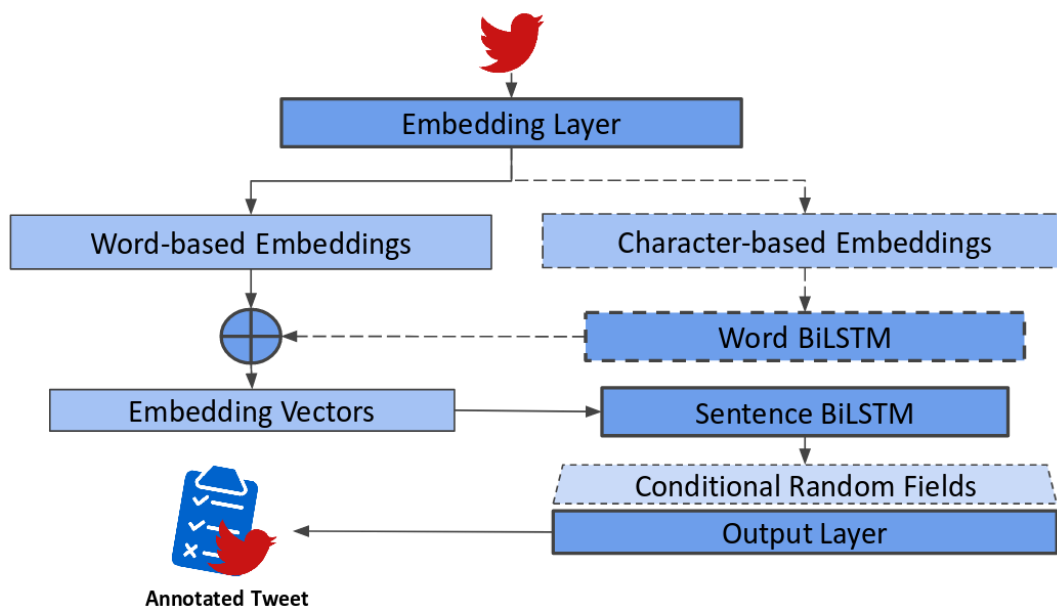 Embedding Layer
Word-based Embeddings
Character-based Embeddings
Word BiLSTM
Embedding Vectors
Sentence BiLSTM
Conditional Random Fields
Output Layer
Annotated Tweet